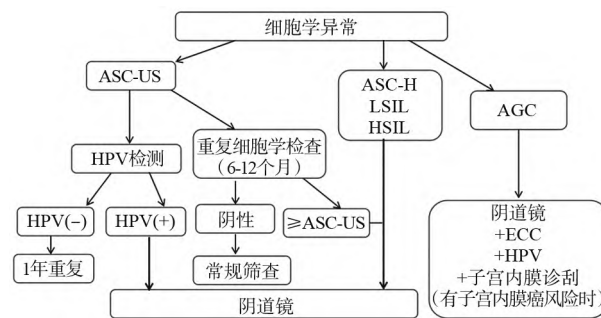 细胞学异常
ASC-US
ASC-H
LSIL
HSIL
AGC
HPV检测
重复细胞学检查
(6-12个月)
HPV(−)
HPV(+)
阴性
≥ASC-US
1年重复
常规筛查
阴道镜
阴道镜
+ECC
+HPV
+子宫内膜诊刮
(有子宫内膜癌风险时)